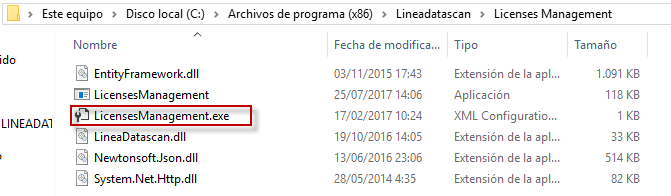 Este equipo > Disco local (C:) > Archivos de programa (x86) > Lineadatascan > Licenses Management
Nombre Fecha de modifica... Tipo Tamaño
EntityFramework.dll 03/11/2015 17:43 Extensión de la apl... 1.091 KB
LicensesManagement 25/07/2017 14:06 Aplicación 118 KB
LicensesManagement.exe 17/02/2017 10:24 XML Configuratio... 1 KB
LineaDatascan.dll 19/10/2016 14:05 Extensión de la apl... 33 KB
Newtonsoft.Json.dll 13/06/2016 23:06 Extensión de la apl... 514 KB
System.Net.Http.dll 28/05/2014 4:35 Extensión de la apl... 181 KB
ido
LINEADAT
s